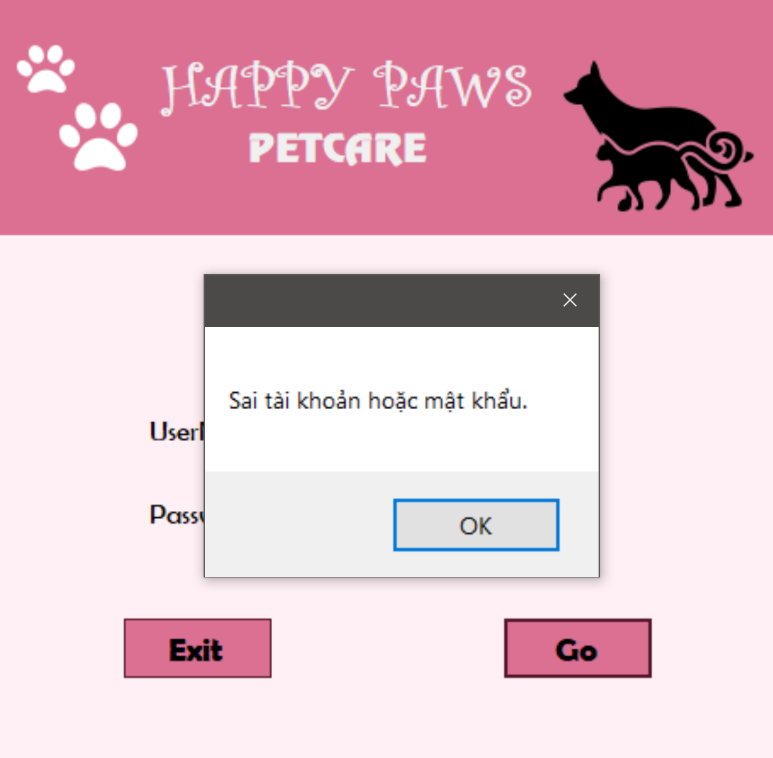 HAPPY PAWS
PETCARE
Sai tài khoản hoặc mật khẩu.
OK
Exit
Go